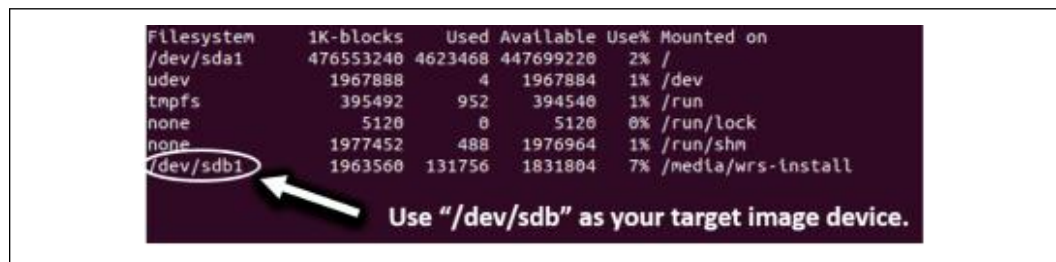 Filesystem 1K-blocks Used Available Use% Mounted on
/dev/sda1 476553240 4623468 447699220 2% /
udev 1967888 4 1967884 1% /dev
tmpfs 395492 952 394540 1% /run
none 5120 0 5120 0% /run/lock
none 1977452 488 1976964 1% /run/shm
/dev/sdb1 1963560 131756 1831804 7% /media/wrs-install
Use “/dev/sdb” as your target image device.